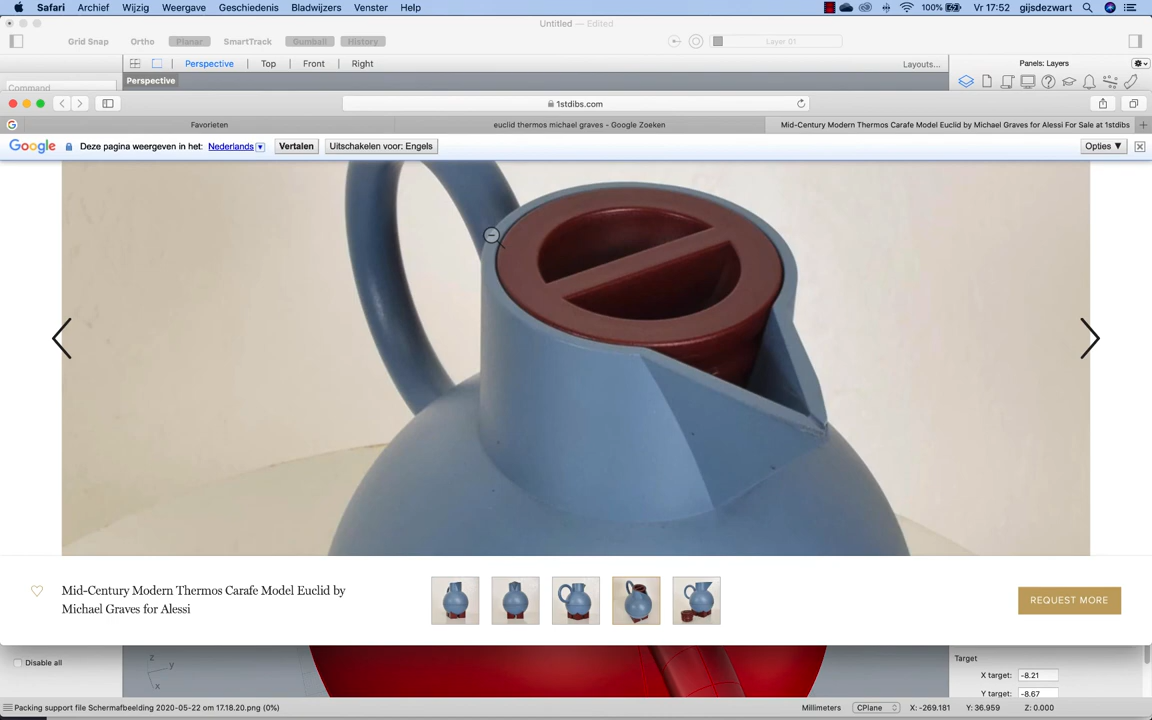 Safari Archief Wijzig Weergave Geschiedenis Bladwijzers Venster Help 100% Vr 17:52 gijsdezwart
Untitled — Edited
Grid Snap Ortho Planar SmartTrack Gumball History Layer 01
Perspective Top Front Right Layouts... Panels: Layers
Command
Perspective
1stdibs.com
Favorieten euclid thermos michael graves - Google Zoeken Mid-Century Modern Thermos Carafe Model Euclid by Michael Graves for Alessi For Sale at 1stdibs
Google Deze pagina weergeven in het: Nederlands Vertalen Uitschakelen voor: Engels Opties ▼
Mid-Century Modern Thermos Carafe Model Euclid by
Michael Graves for Alessi
REQUEST MORE
Disable all
z
y
x
Target
X target: -8.21
Y target: -8.67
Packing support file Schermafbeelding 2020-05-22 om 17.18.20.png (0%) Millimeters CPlane X: -269.181 Y: 36.959 Z: 0.000